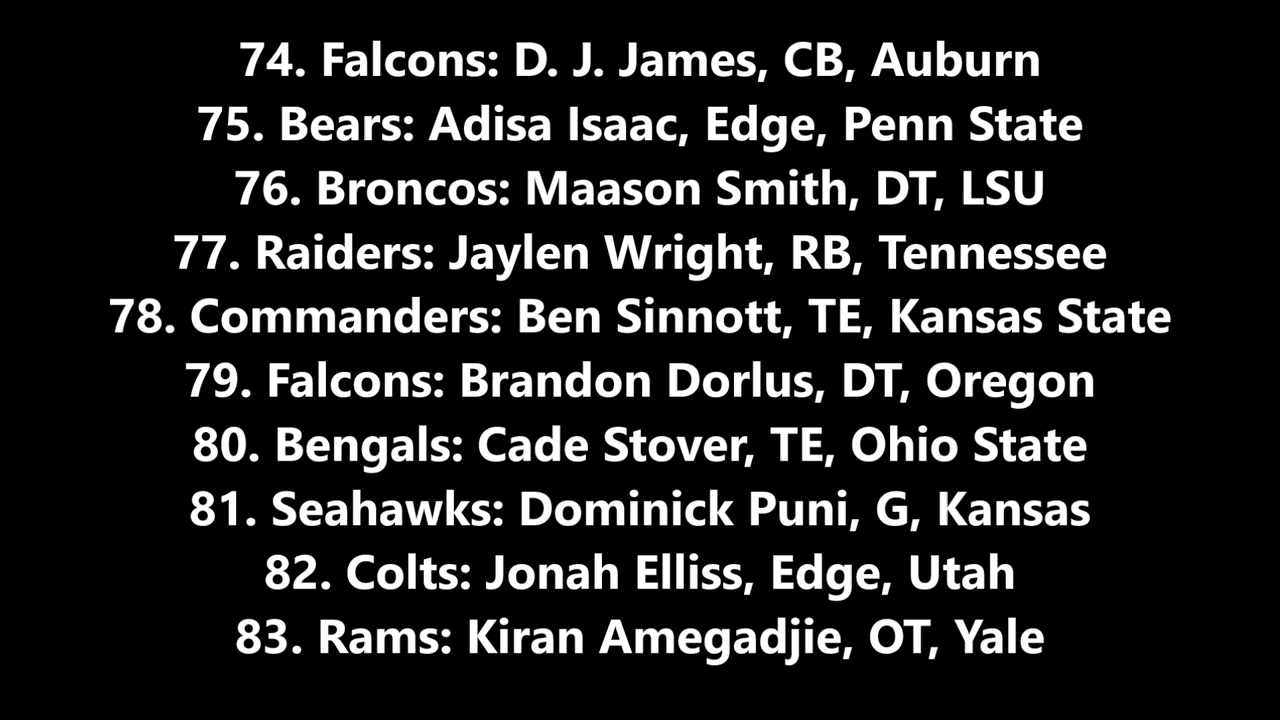 74. Falcons: D. J. James, CB, Auburn
75. Bears: Adisa Isaac, Edge, Penn State
76. Broncos: Maason Smith, DT, LSU
77. Raiders: Jaylen Wright, RB, Tennessee
78. Commanders: Ben Sinnott, TE, Kansas State
79. Falcons: Brandon Dorlus, DT, Oregon
80. Bengals: Cade Stover, TE, Ohio State
81. Seahawks: Dominick Puni, G, Kansas
82. Colts: Jonah Elliss, Edge, Utah
83. Rams: Kiran Amegadjie, OT, Yale